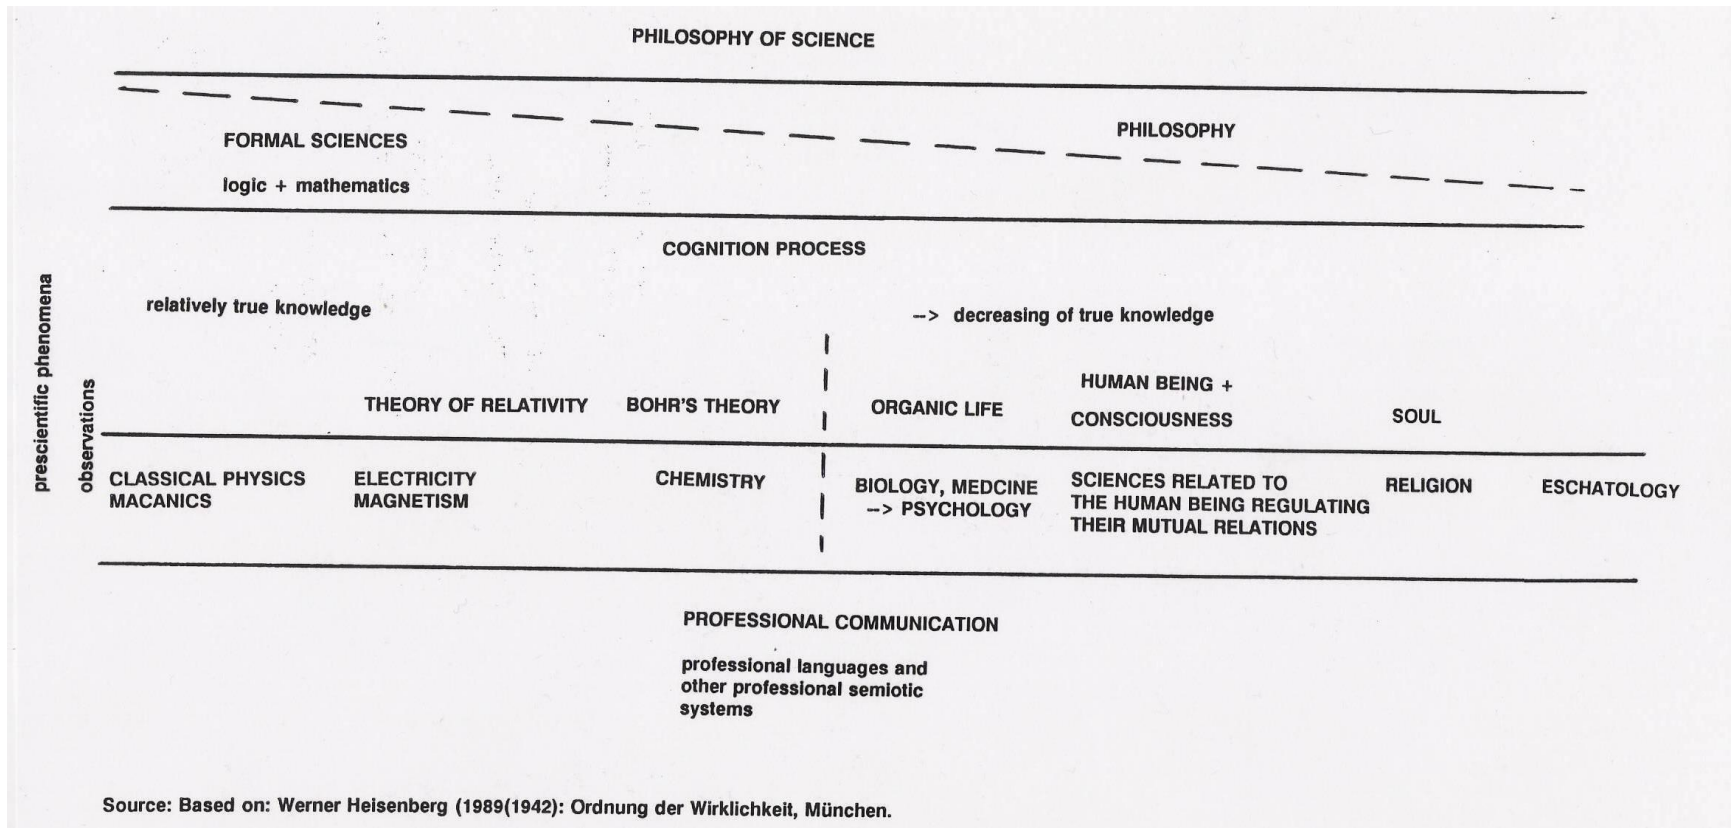 PHILOSOPHY OF SCIENCE
FORMAL SCIENCES
logic + mathematics
PHILOSOPHY
COGNITION PROCESS
prescientific phenomena
observations
relatively true knowledge
--> decreasing of true knowledge
THEORY OF RELATIVITY
BOHR'S THEORY
ORGANIC LIFE
HUMAN BEING +
CONSCIOUSNESS
SOUL
CLASSICAL PHYSICS
MACANICS
ELECTRICITY
MAGNETISM
CHEMISTRY
BIOLOGY, MEDCINE
--> PSYCHOLOGY
SCIENCES RELATED TO
THE HUMAN BEING REGULATING
THEIR MUTUAL RELATIONS
RELIGION
ESCHATOLOGY
PROFESSIONAL COMMUNICATION
professional languages and
other professional semiotic
systems
Source: Based on: Werner Heisenberg (1989(1942): Ordnung der Wirklichkeit, München.